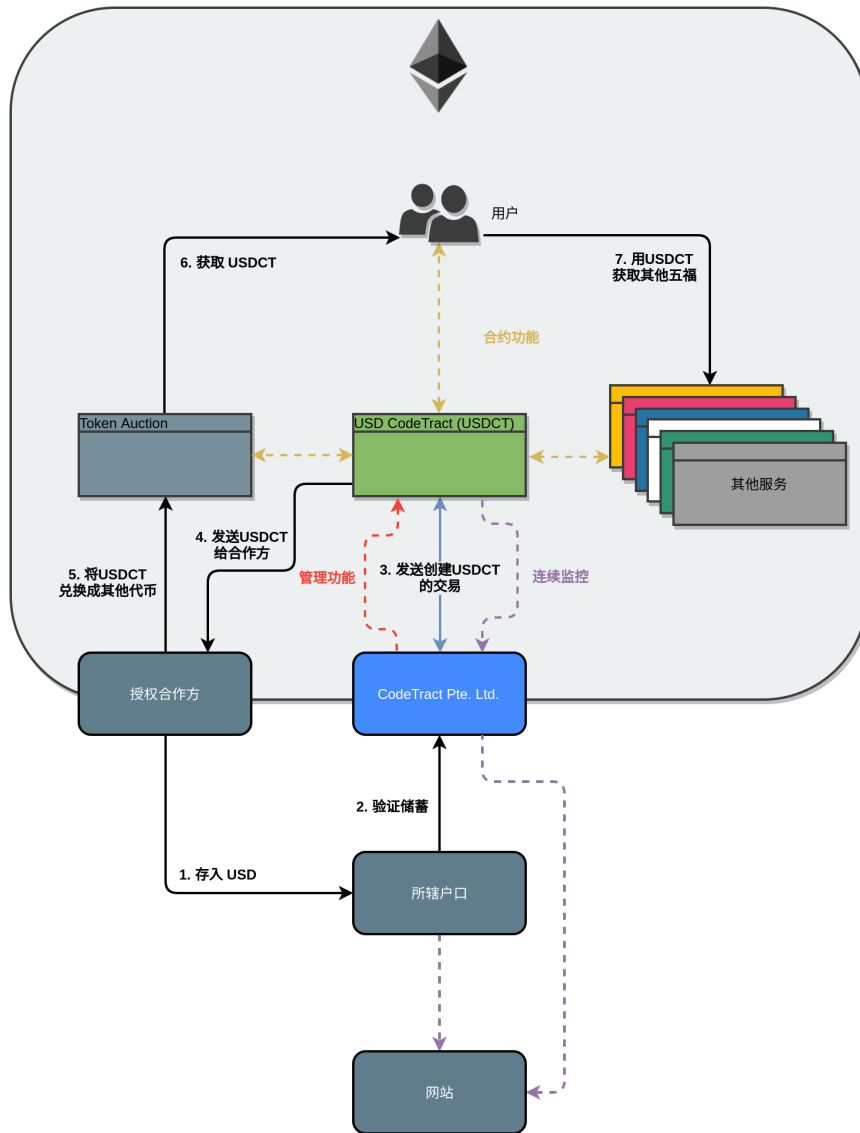 用户
6. 获取 USDCT
7. 用USDCT
获取其他五福
合约功能
Token Auction
USD CodeTract (USDCT)
其他服务
4. 发送USDCT
给合作方
5. 将USDCT
兑换成其他代币
管理功能
3. 发送创建USDCT
的交易
连续监控
授权合作方
CodeTract Pte. Ltd.
2. 验证储蓄
1. 存入 USD
所辖户口
网站